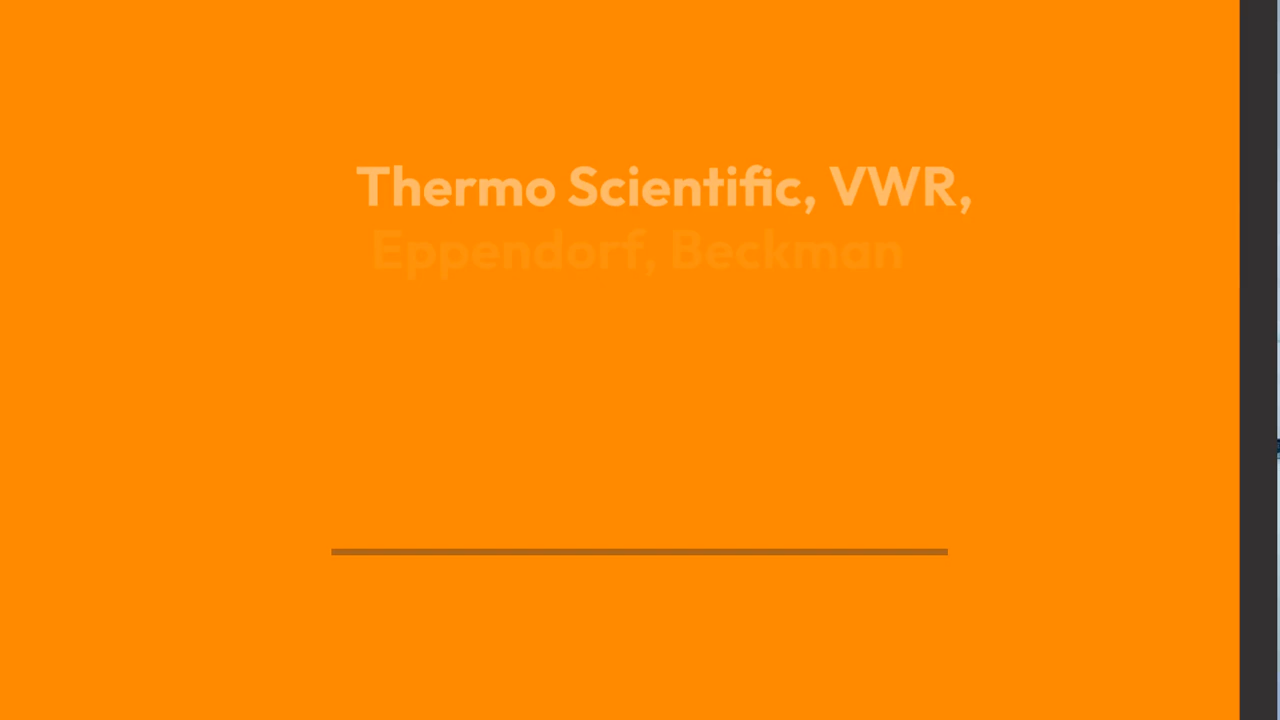 Thermo Scientific, VWR,
Eppendorf, Beckman